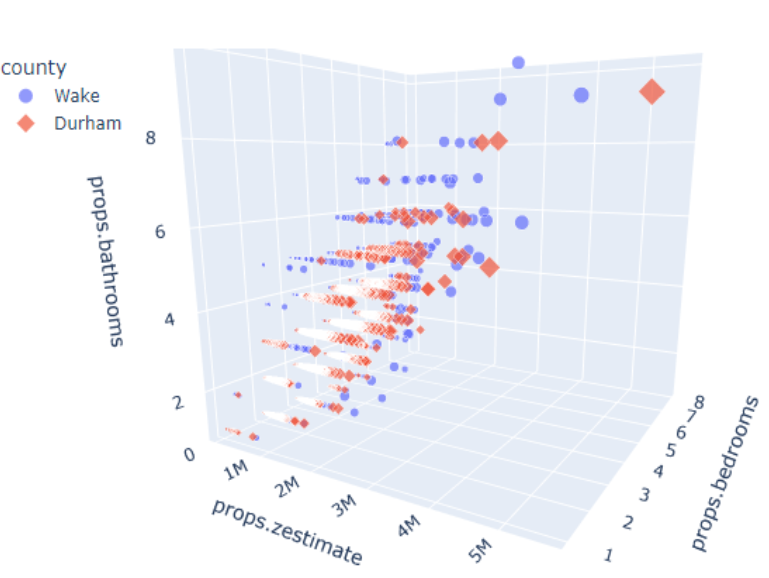 county
Wake
Durham
8
6
4
2
0
props.bathrooms
1M
2M
3M
4M
5M
props.zestimate
8
7
6
5
4
3
2
1
props.bedrooms